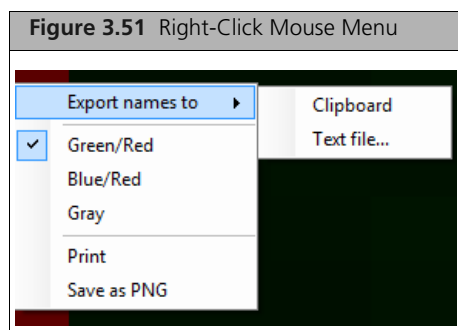 Figure 3.51 Right-Click Mouse Menu
Export names to
Clipboard
Text file...
Green/Red
Blue/Red
Gray
Print
Save as PNG